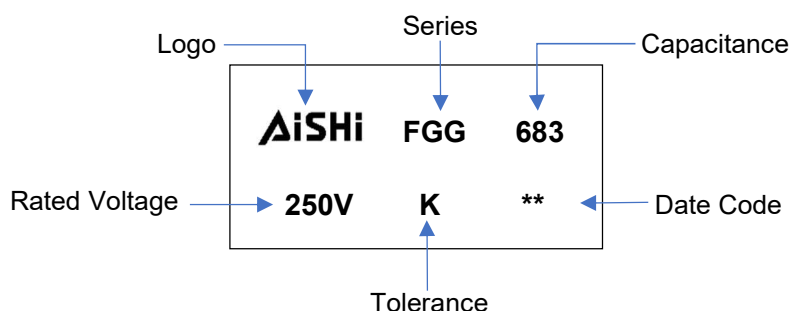 Series
Logo Capacitance
AiSHi FGG 683
Rated Voltage 250V K ** Date Code
Tolerance